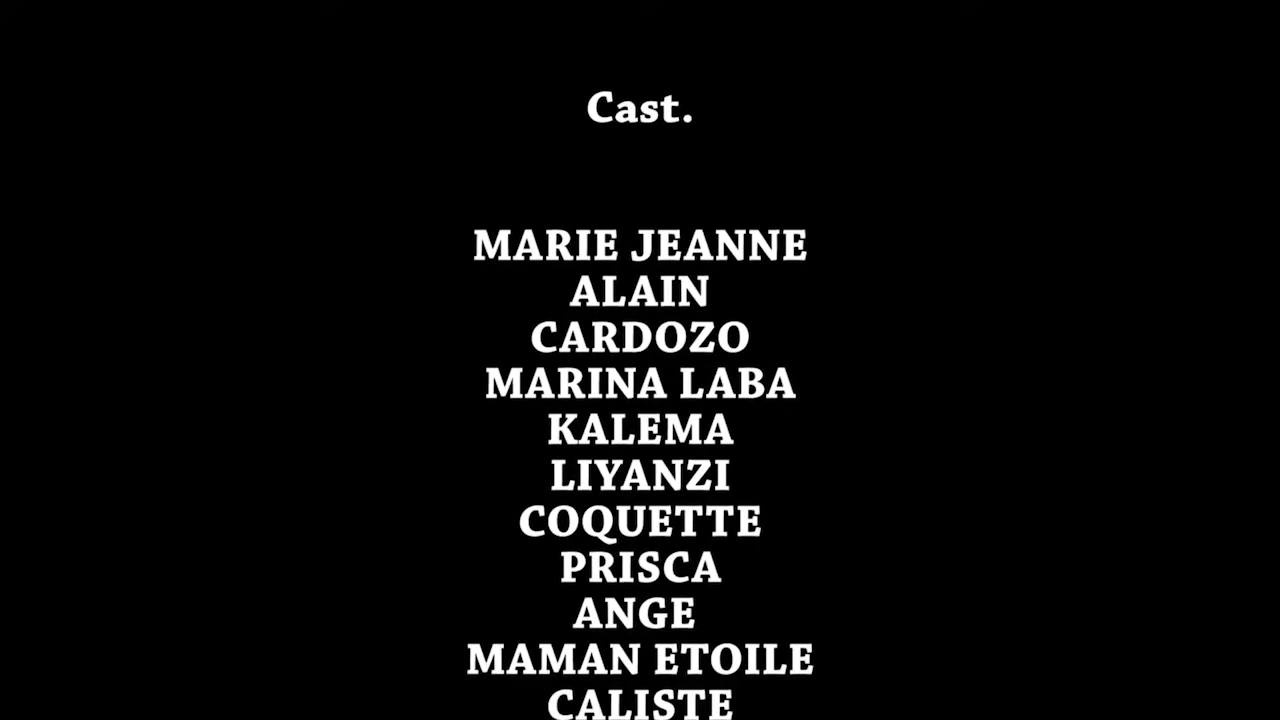 Cast.
MARIE JEANNE
ALAIN
CARDOZO
MARINA LABA
KALEMA
LIYANZI
COQUETTE
PRISCA
ANGE
MAMAN ETOILE
CALISTE